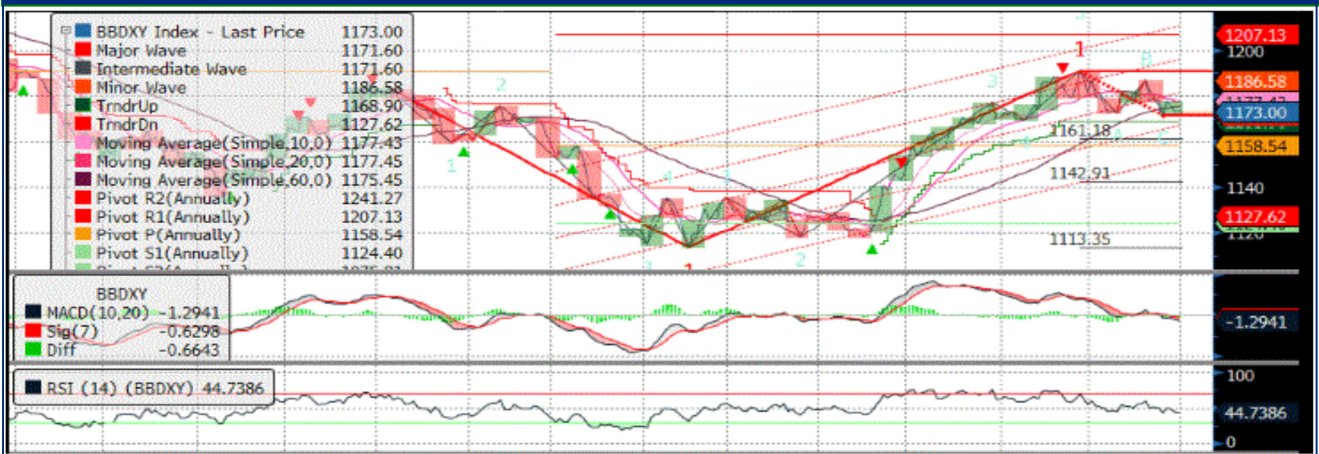 BBDXY Index - Last Price 1173.00
Major Wave 1171.60
Intermediate Wave 1171.60
Minor Wave 1186.58
TrndrUp 1168.90
TrndrDn 1127.62
Moving Average(Simple,10,0) 1177.43
Moving Average(Simple,20,0) 1177.45
Moving Average(Simple,60,0) 1175.45
Pivot R2(Annually) 1241.27
Pivot R1(Annually) 1207.13
Pivot P(Annually) 1158.54
Pivot S1(Annually) 1124.40
1
2
3
4
2
3
1
B
1161.18
1142.91
1113.35
1207.13
1200
1186.58
1173.00
1158.54
1140
1127.62
1120
BBDXY
MACD(10,20) -1.2941
Sig(7) -0.6298
Diff -0.6643
-1.2941
RSI (14) (BBDXY) 44.7386
100
44.7386
0